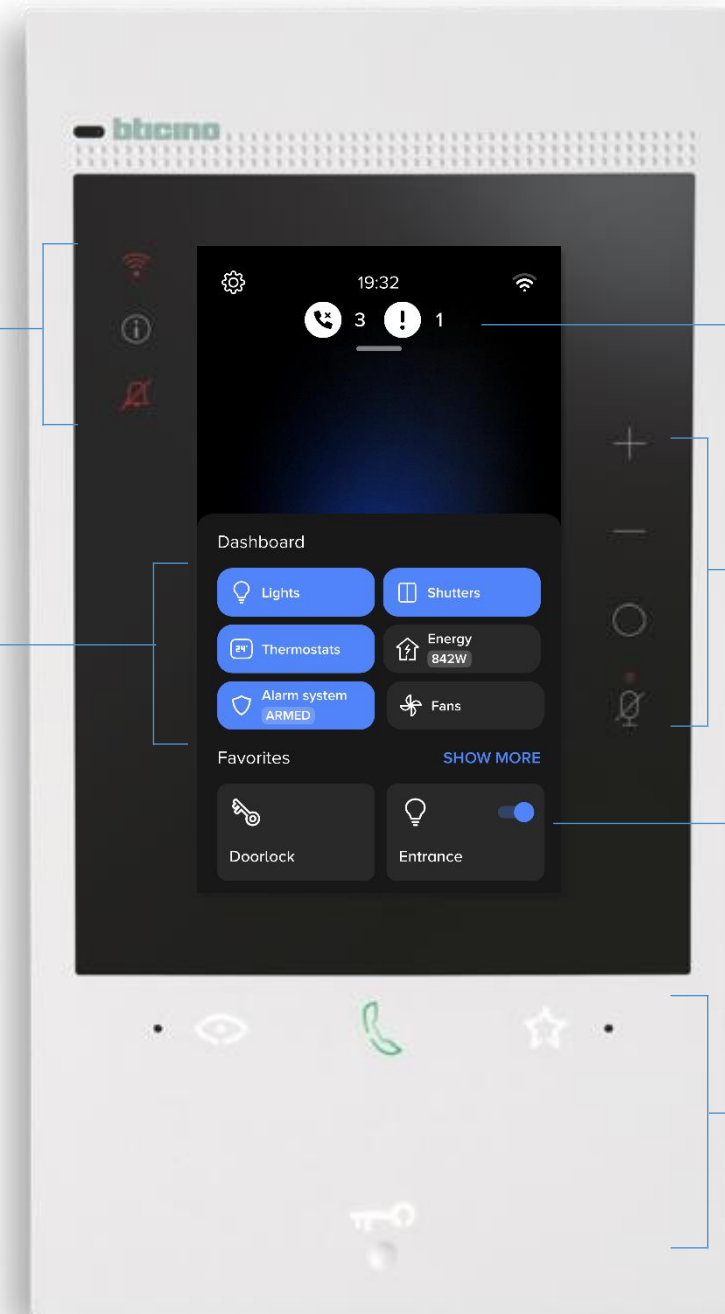 bticino
19:32
3 1
Dashboard
Lights
Shutters
24°
Thermostats
Energy
842W
Alarm system
ARMED
Fans
Favorites
SHOW MORE
Doorlock
Entrance